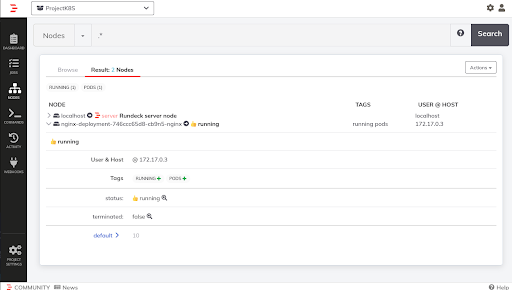 ProjectK8S
DASHBOARD
JOBS
NODES
COMMANDS
ACTIVITY
WEBHOOKS
PROJECT
SETTINGS
Nodes
.*
Search
Browse
Result: 2 Nodes
Actions
RUNNING (1) PODS (1)
NODE TAGS USER @ HOST
localhost server Rundeck server node localhost
nginx-deployment-746ccc65d8-cb9n5-nginx running running pods 172.17.0.3
running
User & Host @ 172.17.0.3
Tags RUNNING + PODS +
status: running
terminated: false
default 10
COMMUNITY News Help